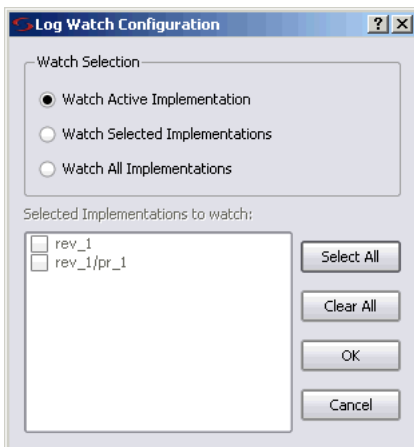 Log Watch Configuration
Watch Selection
Watch Active Implementation
Watch Selected Implementations
Watch All Implementations
Selected Implementations to watch:
rev_1
rev_1/pr_1
Select All
Clear All
OK
Cancel